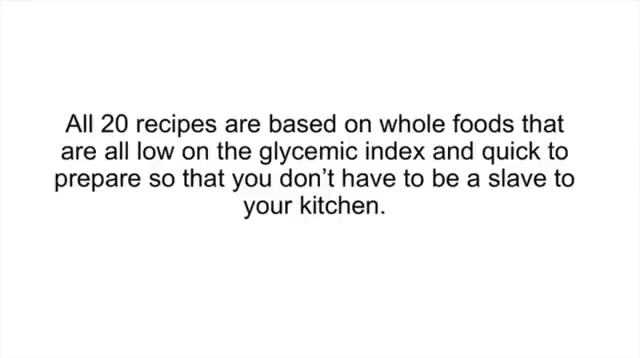 All 20 recipes are based on whole foods that
are all low on the glycemic index and quick to
prepare so that you don’t have to be a slave to
your kitchen.